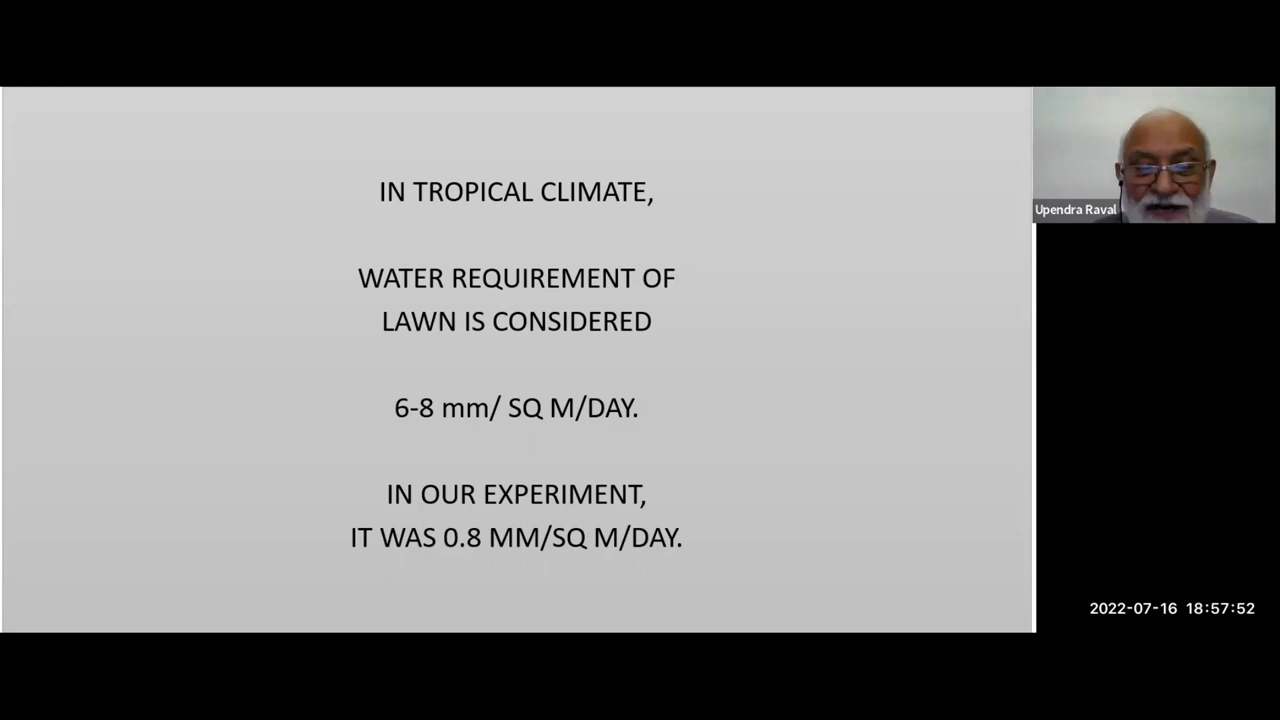 IN TROPICAL CLIMATE,
WATER REQUIREMENT OF
LAWN IS CONSIDERED
6-8 mm/ SQ M/DAY.
IN OUR EXPERIMENT,
IT WAS 0.8 MM/SQ M/DAY.
Upendra Raval
2022-07-16 18:57:52